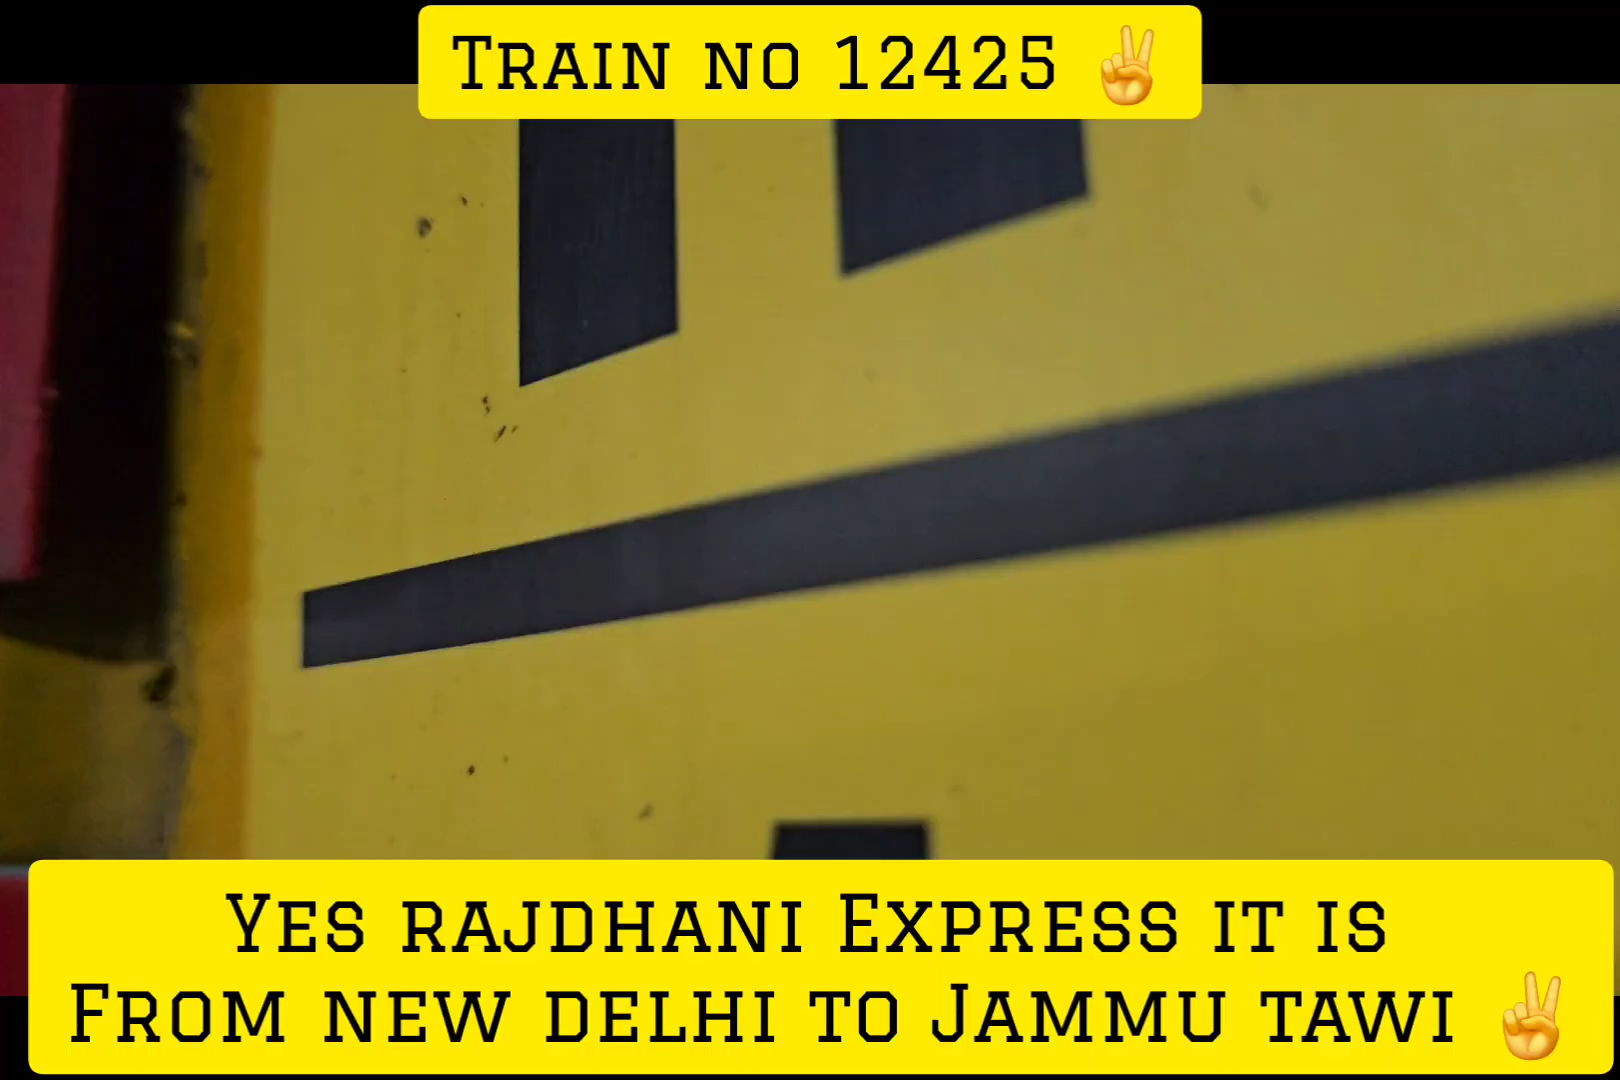 Train no 12425 ✌️
Yes rajdhani Express it is
From new delhi to Jammu tawi ✌️